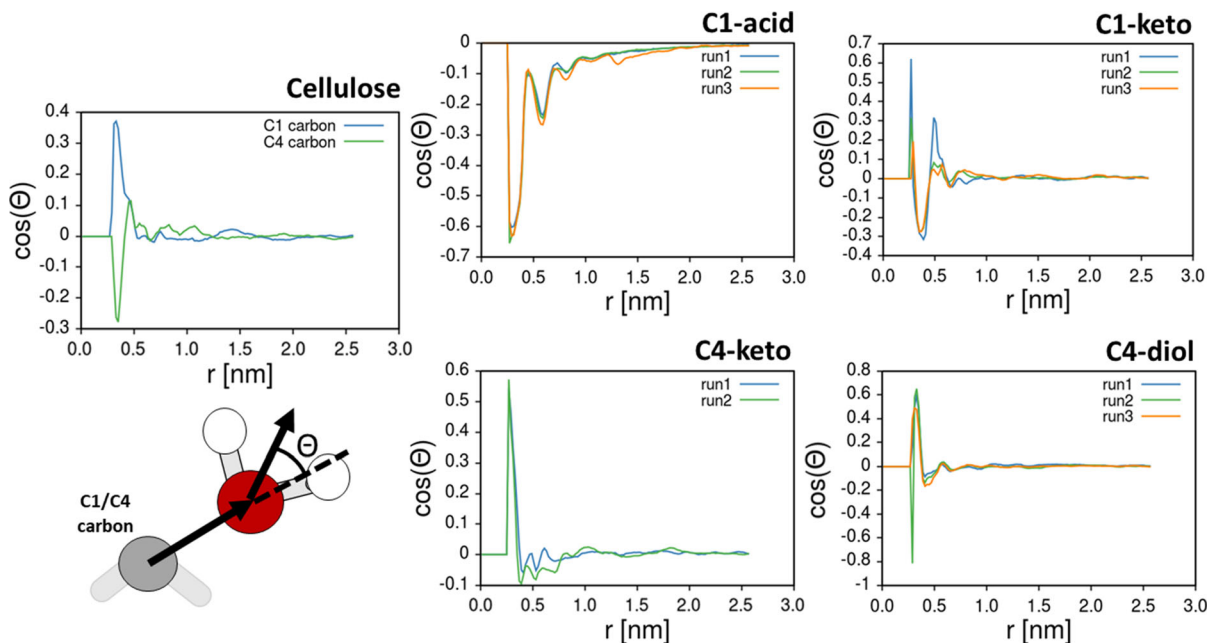 Cellulose
0.4
0.3
0.2
0.1
0
-0.1
-0.2
-0.3
C1 carbon
C4 carbon
cos(Θ)
0.0
0.5
1.0
1.5
2.0
2.5
3.0
r [nm]
C1-acid
0
-0.1
-0.2
-0.3
-0.4
-0.5
-0.6
-0.7
run1
run2
run3
cos(Θ)
0.0
0.5
1.0
1.5
2.0
2.5
3.0
r [nm]
C1-keto
0.7
0.6
0.5
0.4
0.3
0.2
0.1
0
-0.1
-0.2
-0.3
-0.4
run1
run2
run3
cos(Θ)
0.0
0.5
1.0
1.5
2.0
2.5
3.0
r [nm]
Θ
C1/C4
carbon
C4-keto
0.6
0.5
0.4
0.3
0.2
0.1
0
-0.1
run1
run2
cos(Θ)
0.0
0.5
1.0
1.5
2.0
2.5
3.0
r [nm]
C4-diol
0.8
0.6
0.4
0.2
0
-0.2
-0.4
-0.6
-0.8
-1
run1
run2
run3
cos(Θ)
0.0
0.5
1.0
1.5
2.0
2.5
3.0
r [nm]